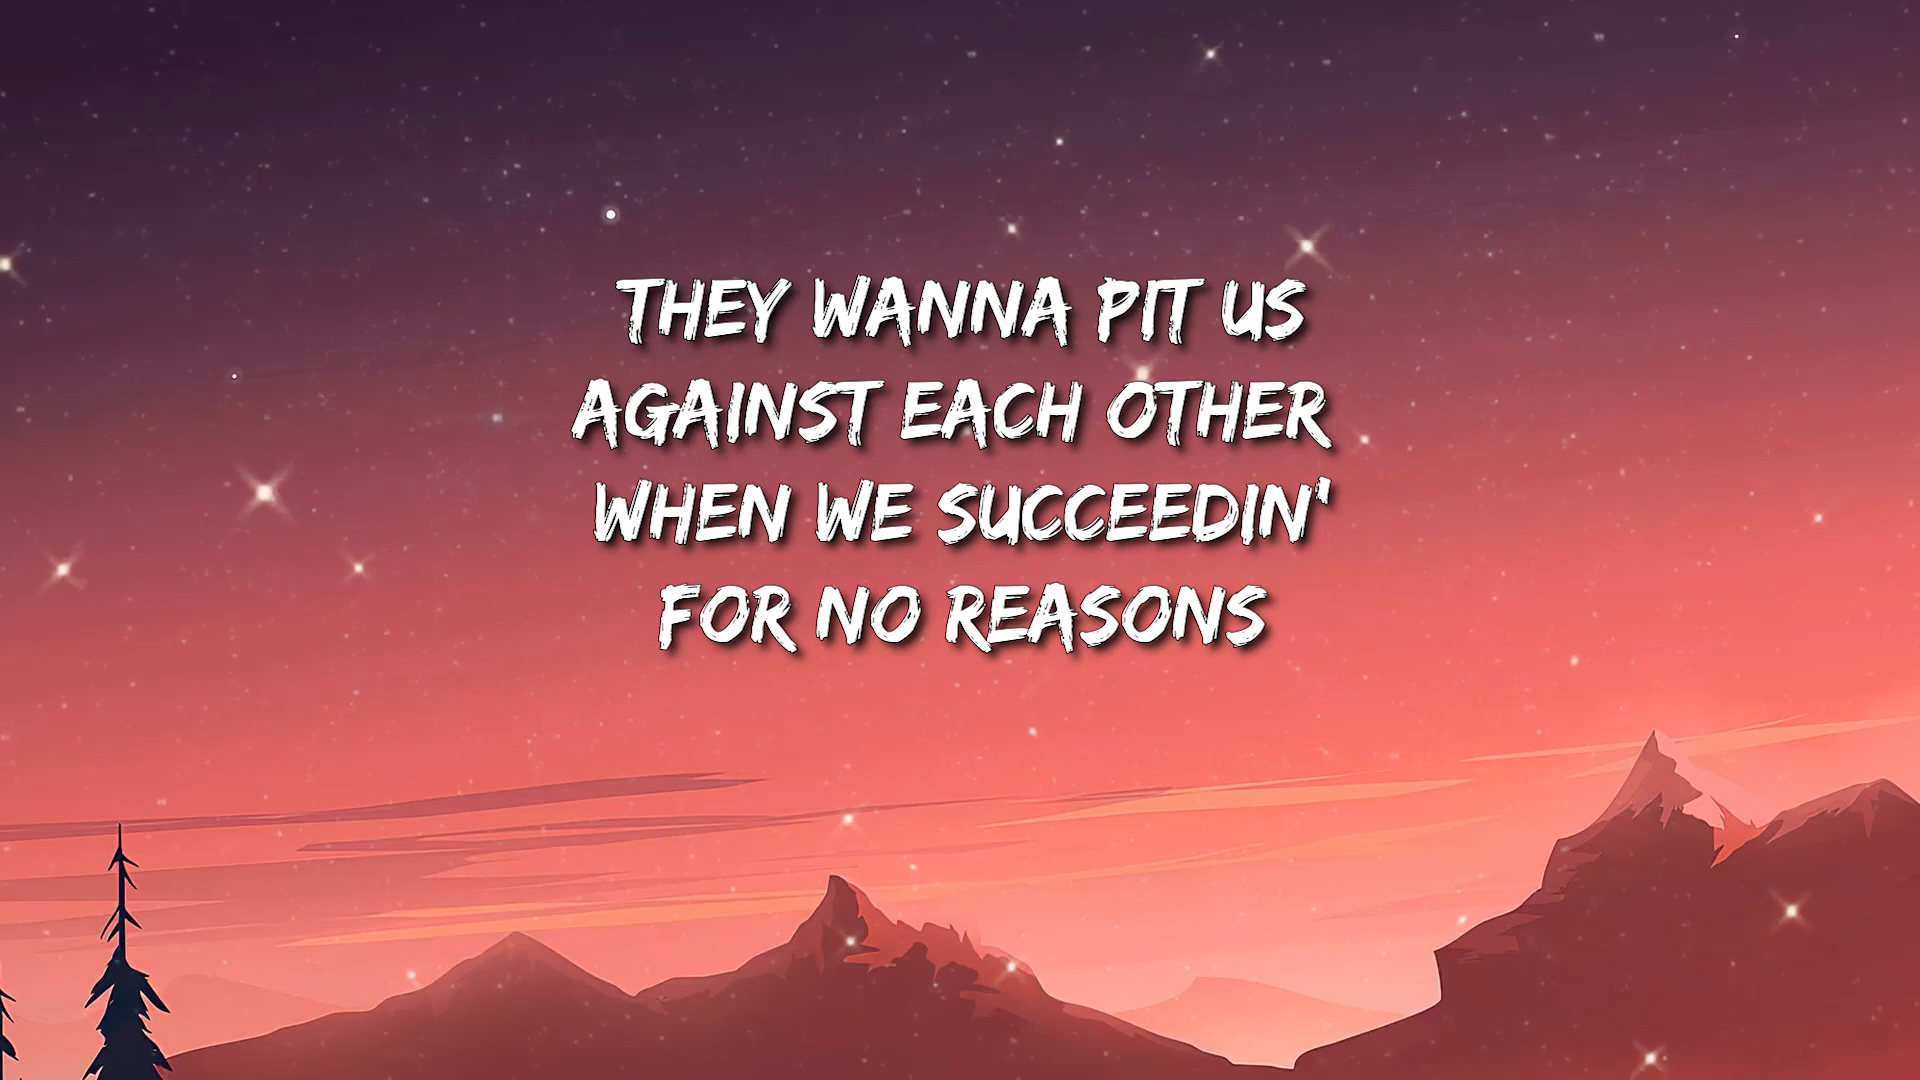 THEY WANNA PIT US
AGAINST EACH OTHER
WHEN WE SUCCEEDIN'
FOR NO REASONS